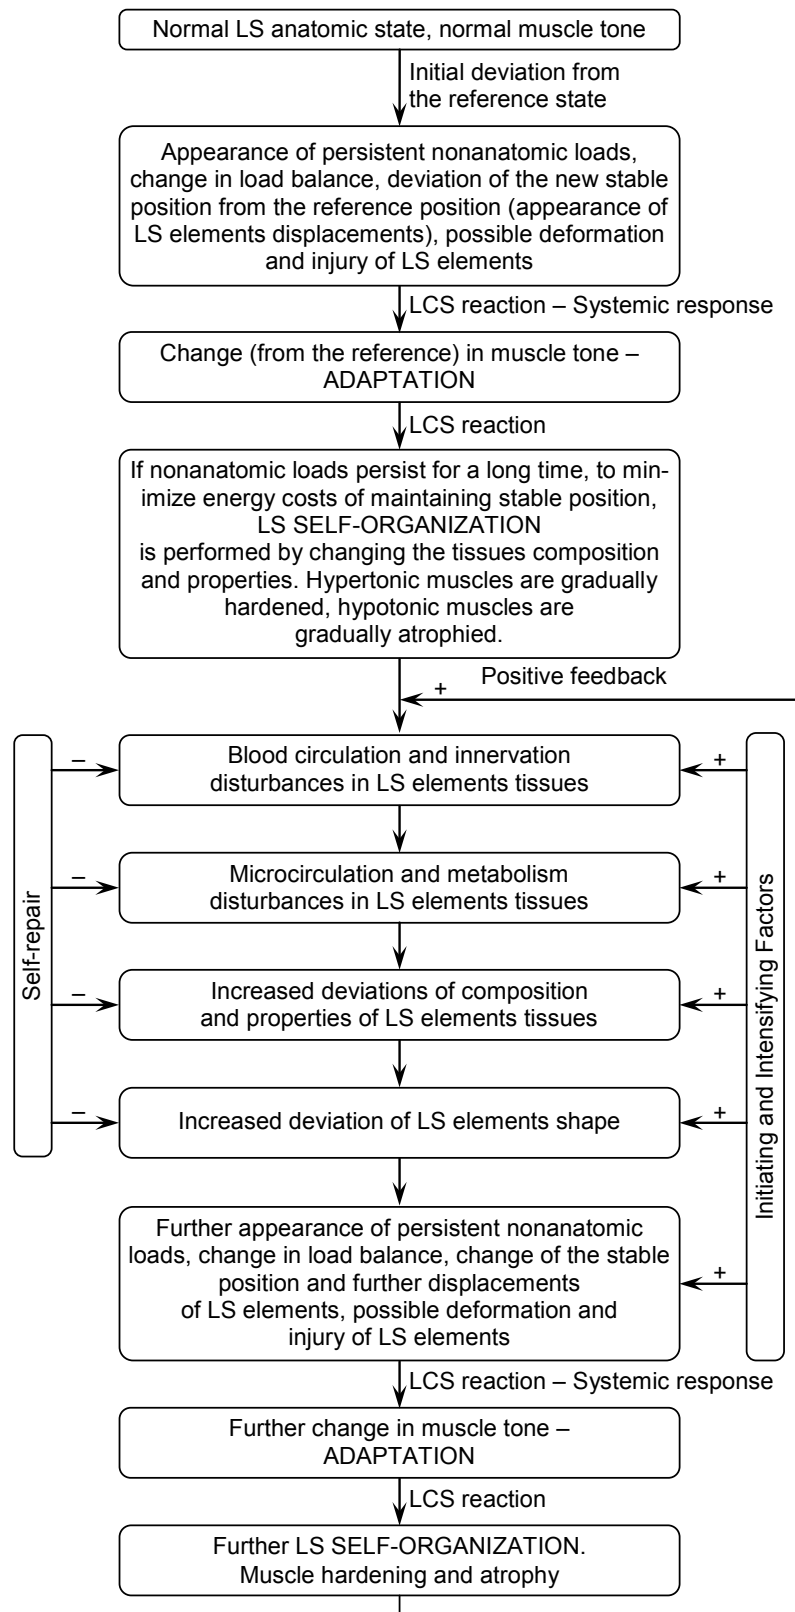 Normal LS anatomic state, normal muscle tone
Initial deviation from
the reference state
Appearance of persistent nonanatomic loads,
change in load balance, deviation of the new stable
position from the reference position (appearance of
LS elements displacements), possible deformation
and injury of LS elements
LCS reaction – Systemic response
Change (from the reference) in muscle tone –
ADAPTATION
LCS reaction
If nonanatomic loads persist for a long time, to min-
imize energy costs of maintaining stable position,
LS SELF-ORGANIZATION
is performed by changing the tissues composition
and properties. Hypertonic muscles are gradually
hardened, hypotonic muscles are
gradually atrophied.
Positive feedback
+
Self-repair
Initiating and Intensifying Factors
–
Blood circulation and innervation
disturbances in LS elements tissues
+
–
Microcirculation and metabolism
disturbances in LS elements tissues
+
–
Increased deviations of composition
and properties of LS elements tissues
+
–
Increased deviation of LS elements shape
+
Further appearance of persistent nonanatomic
loads, change in load balance, change of the stable
position and further displacements
of LS elements, possible deformation and
injury of LS elements
+
LCS reaction – Systemic response
Further change in muscle tone –
ADAPTATION
LCS reaction
Further LS SELF-ORGANIZATION.
Muscle hardening and atrophy